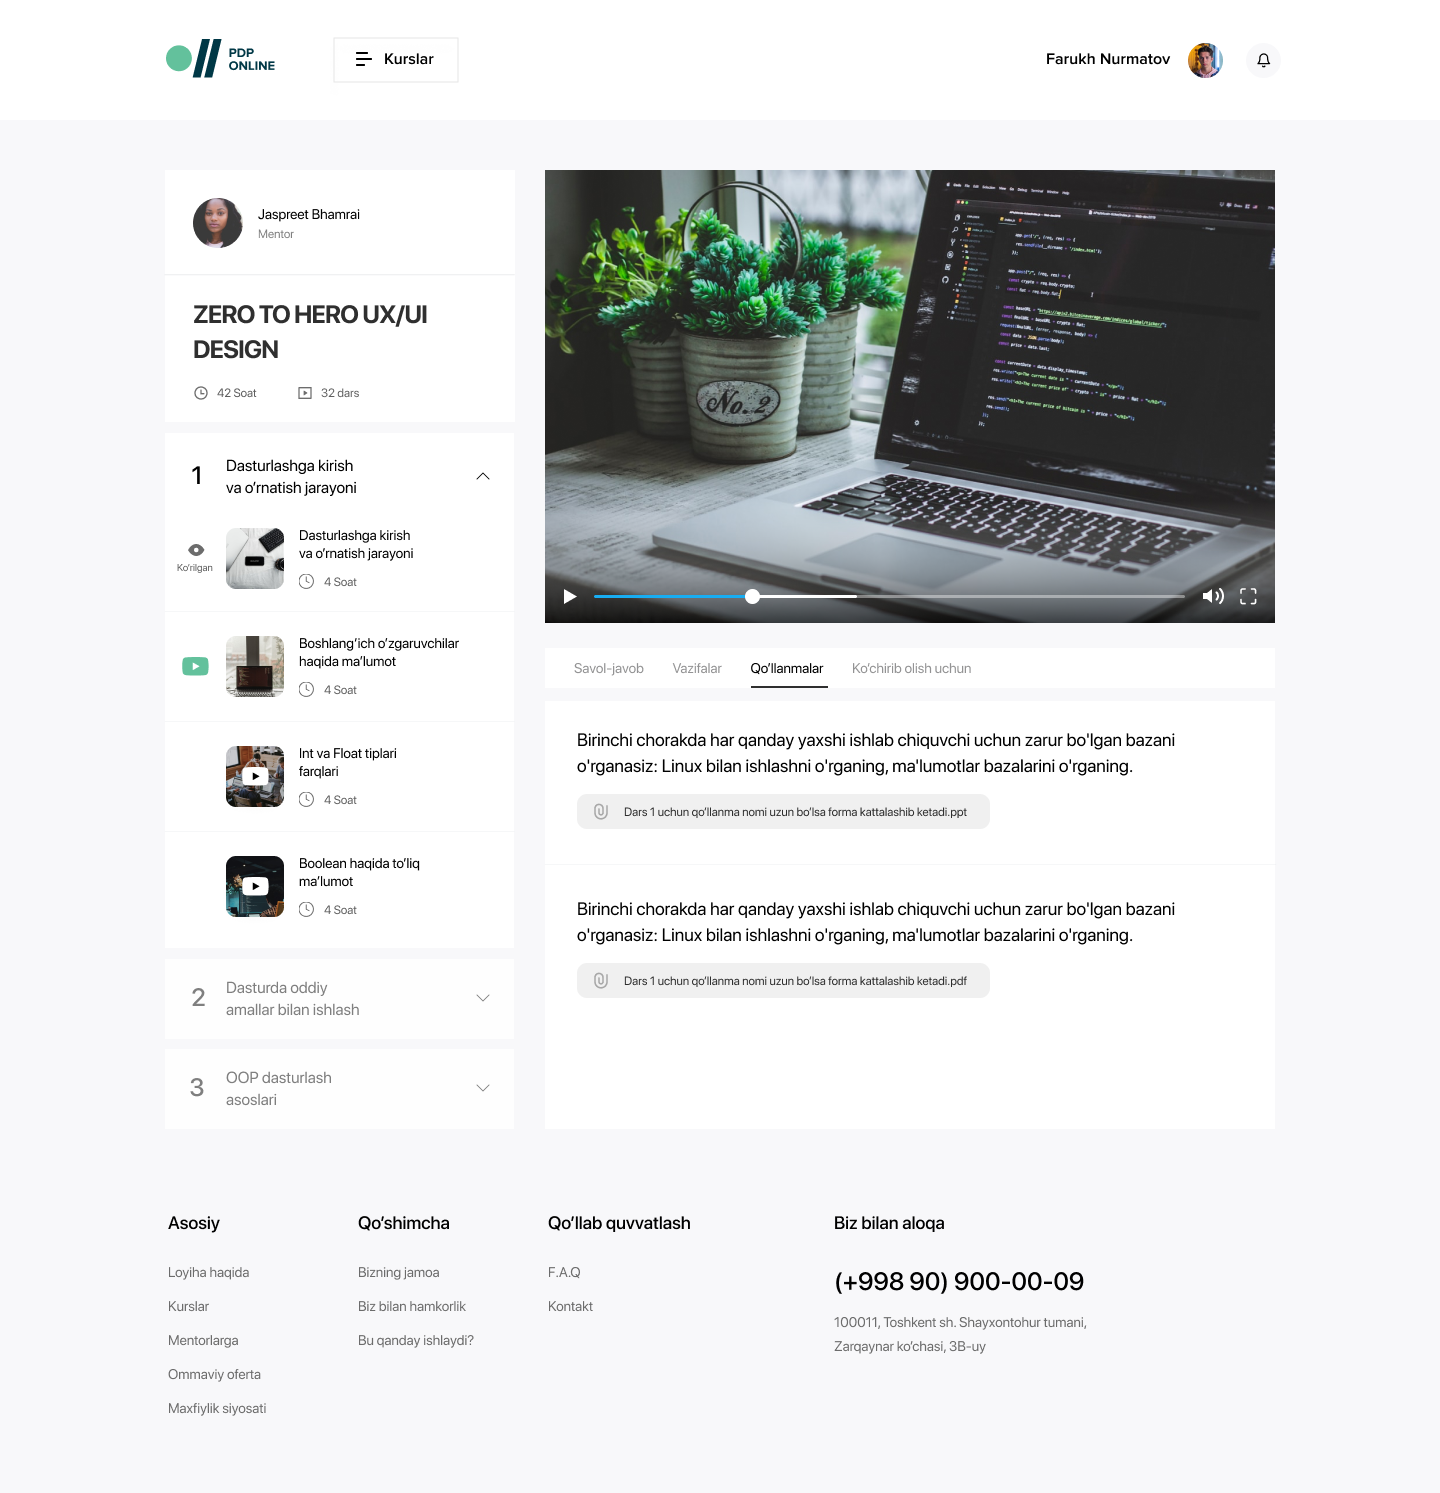 PDP
ONLINE
Kurslar
Farukh Nurmatov
Jaspreet Bhamrai
Mentor
ZERO TO HERO UX/UI
DESIGN
42 Soat
32 dars
1
Dasturlashga kirish
va o‘rnatish jarayoni
Ko‘rilgan
Dasturlashga kirish
va o‘rnatish jarayoni
4 Soat
Boshlang‘ich o‘zgaruvchilar
haqida ma’lumot
4 Soat
Int va Float tiplari
farqlari
4 Soat
Boolean haqida to‘liq
ma’lumot
4 Soat
2
Dasturda oddiy
amallar bilan ishlash
3
OOP dasturlash
asoslari
No. 2
Savol-javob
Vazifalar
Qo‘llanmalar
Ko‘chirib olish uchun
Birinchi chorakda har qanday yaxshi ishlab chiquvchi uchun zarur bo'lgan bazani
o'rganasiz: Linux bilan ishlashni o'rganing, ma'lumotlar bazalarini o'rganing.
Dars 1 uchun qo‘llanma nomi uzun bo‘lsa forma kattalashib ketadi.ppt
Birinchi chorakda har qanday yaxshi ishlab chiquvchi uchun zarur bo'lgan bazani
o'rganasiz: Linux bilan ishlashni o'rganing, ma'lumotlar bazalarini o'rganing.
Dars 1 uchun qo‘llanma nomi uzun bo‘lsa forma kattalashib ketadi.pdf
Asosiy
Loyiha haqida
Kurslar
Mentorlarga
Ommaviy oferta
Maxfiylik siyosati
Qo‘shimcha
Bizning jamoa
Biz bilan hamkorlik
Bu qanday ishlaydi?
Qo‘llab quvvatlash
F.A.Q
Kontakt
Biz bilan aloqa
(+998 90) 900-00-09
100011, Toshkent sh. Shayxontohur tumani,
Zarqaynar ko‘chasi, 3B-uy